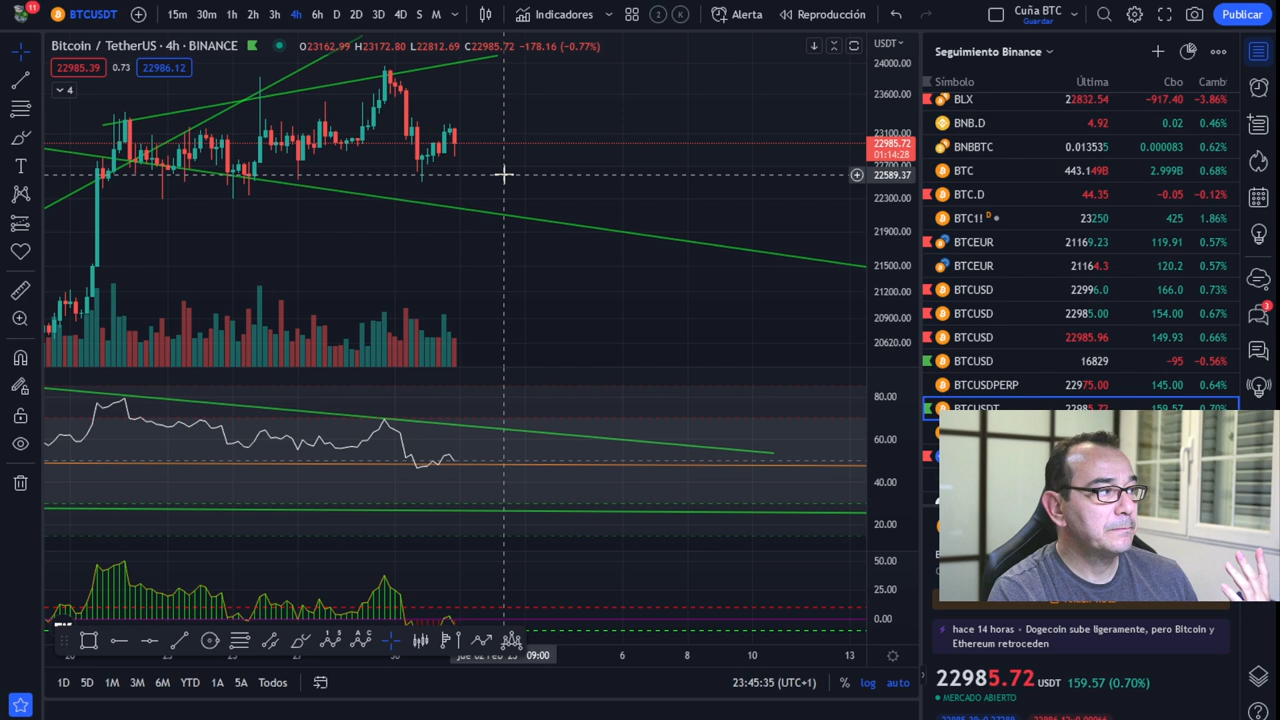 11
BTCUSDT
15m 30m 1h 2h 3h 4h 6h D 2D 3D 4D S M
Indicadores
2 K
Alerta
Reproducción
Cuña BTC
Guardar
Publicar
Bitcoin / TetherUS · 4h · BINANCE
O23162.99 H23172.80 L22812.69 C22985.72 −178.16 (−0.77%)
USDT
22985.39 0.73 22986.12
4
24000.00
23600.00
23100.00
22985.72
01:14:28
22700.00
22589.37
22300.00
21900.00
21500.00
21200.00
20900.00
20620.00
80.00
60.00
40.00
20.00
50.00
25.00
0.00
Jue 02 Feb '23 09:00
6 8 10 13
1D 5D 1M 3M 6M YTD 1A 5A Todos
23:45:35 (UTC+1)
% log auto
Seguimiento Binance
Símbolo Última Cbo Camb
BLX 22832.54 −917.40 −3.86%
BNB.D 4.92 0.02 0.46%
BNBBTC 0.013535 0.000083 0.62%
BTC 443.149B 2.999B 0.68%
BTC.D 44.35 −0.05 −0.12%
BTC1! D 23250 425 1.86%
BTCEUR 21169.23 119.91 0.57%
BTCEUR 21164.3 120.2 0.57%
BTCUSD 22996.0 166.0 0.73%
BTCUSD 22985.00 154.00 0.67%
BTCUSD 22985.96 149.93 0.66%
BTCUSD 16829 −95 −0.56%
BTCUSDPERP 22975.00 145.00 0.64%
BTCUSDT 22985.72 159.57 0.70%
3
hace 14 horas · Dogecoin sube ligeramente, pero Bitcoin y
Ethereum retroceden
22985.72 USDT 159.57 (0.70%)
MERCADO ABIERTO